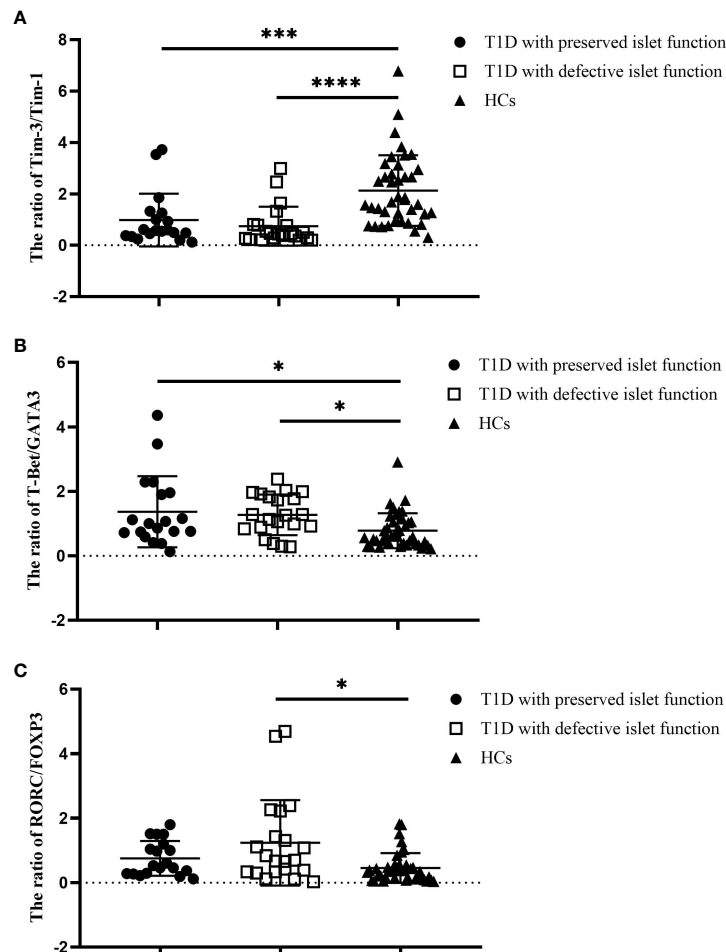 A
The ratio of Tim-3/Tim-1
8
6
4
2
0
-2
***
****
T1D with preserved islet function
T1D with defective islet function
HCs
B
The ratio of T-Bet/GATA3
6
4
2
0
-2
*
*
T1D with preserved islet function
T1D with defective islet function
HCs
C
The ratio of RORC/FOXP3
6
4
2
0
-2
*
T1D with preserved islet function
T1D with defective islet function
HCs